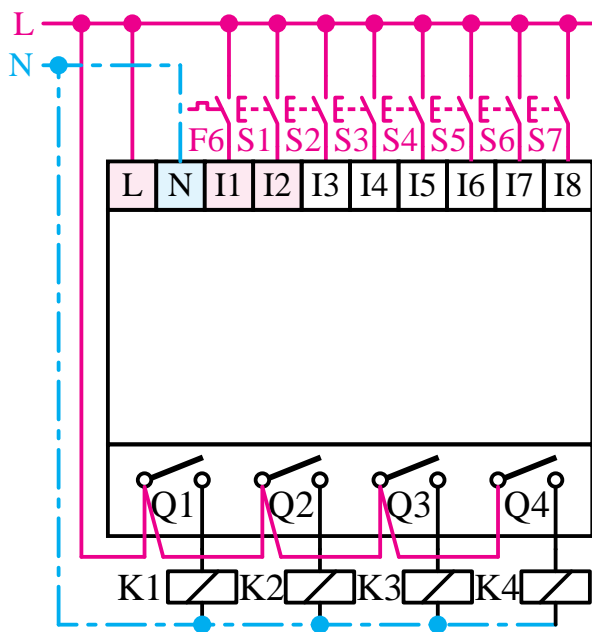 L
N
F6 S1 S2 S3 S4 S5 S6 S7
L N I1 I2 I3 I4 I5 I6 I7 I8
Q1 Q2 Q3 Q4
K1 K2 K3 K4